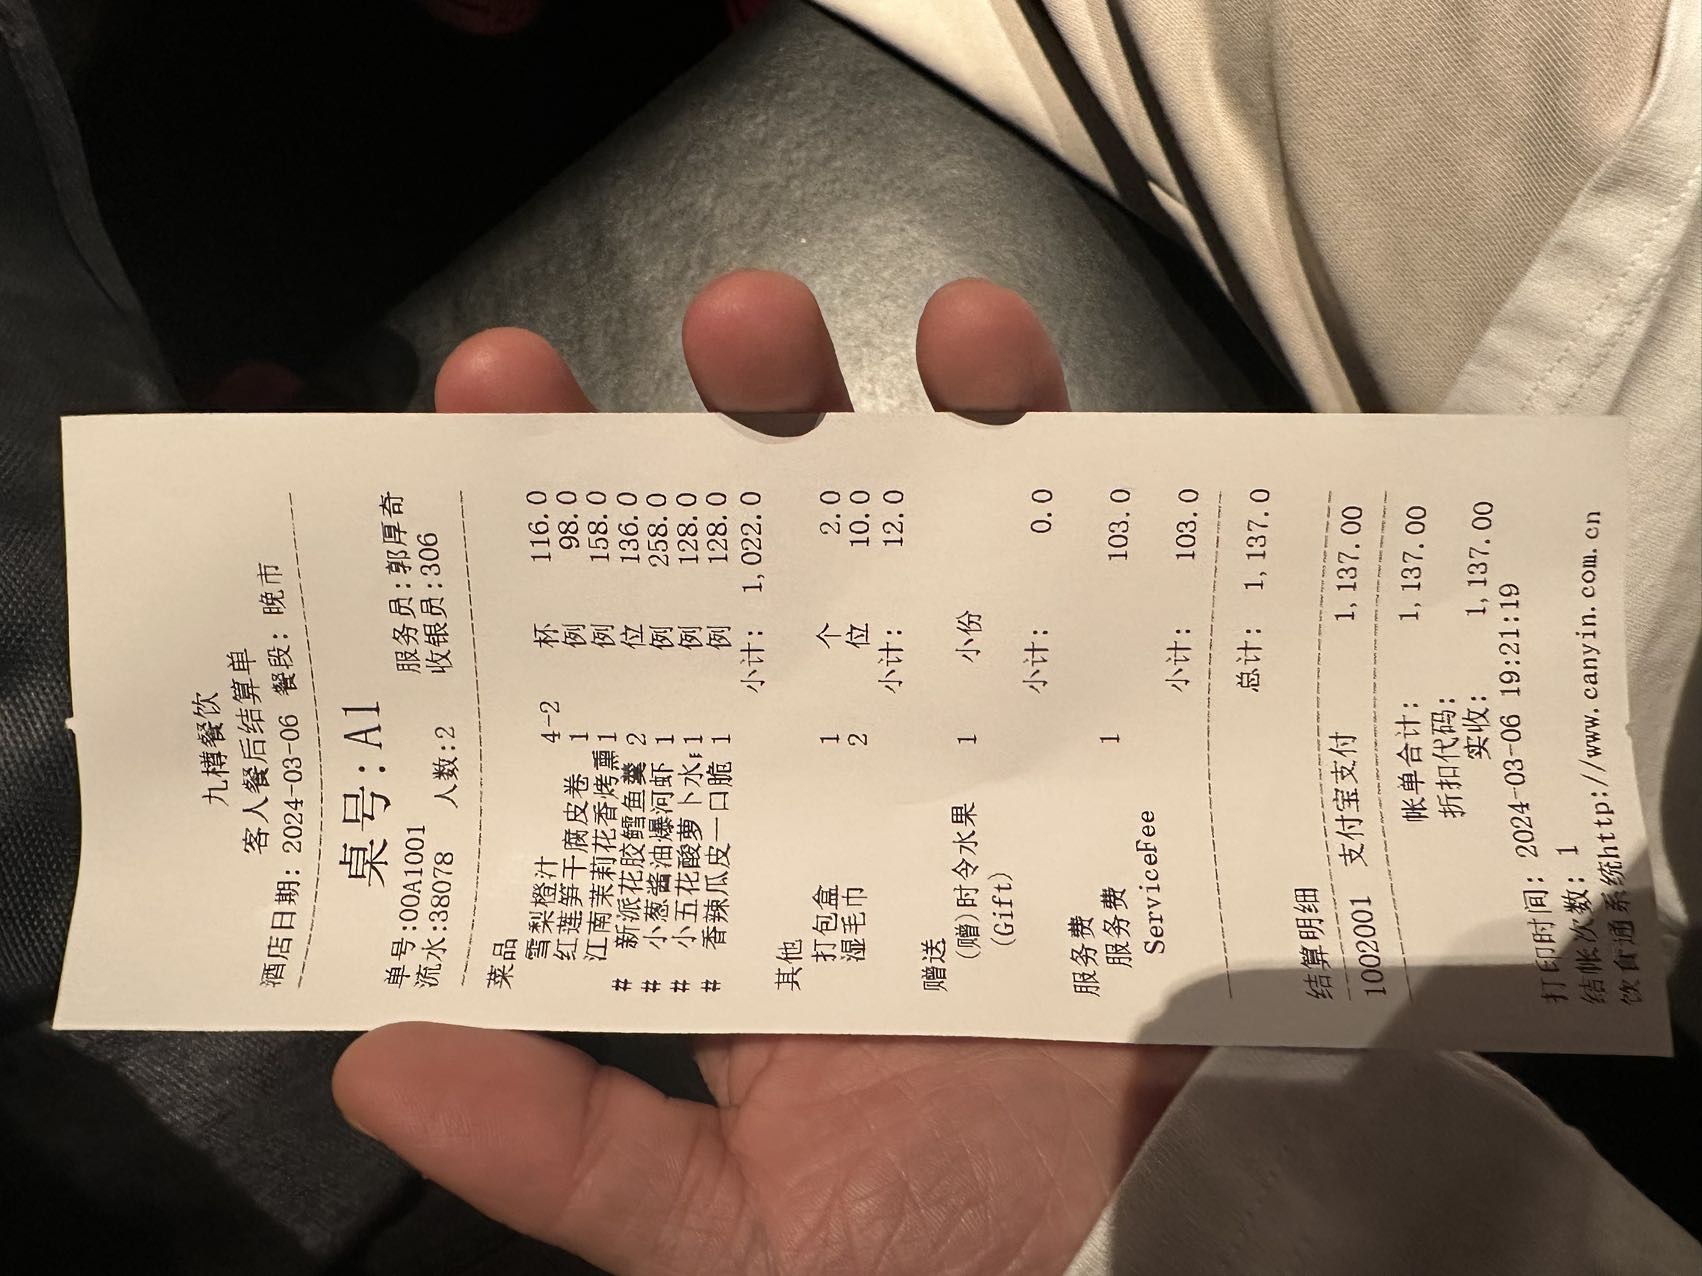 九樽餐饮
客人餐后结算单
酒店日期: 2024-03-06 餐段: 晚市
桌号:A1
单号:00A1001 服务员:郭厚奇
流水:38078 人数:2 收银员:306
菜品
雪梨橙汁 4-2 杯 116.0
红莲笋干腐皮卷 1 例 98.0
江南茉莉花香烤熏 1 例 158.0
# 新派花胶鳕鱼羹 2 位 136.0
# 小葱酱油爆河虾 1 例 258.0
# 小五花酸萝卜水 1 例 128.0
# 香辣瓜皮一口脆 1 例 128.0
小计: 1,022.0
其他
打包盒 1 个 2.0
湿毛巾 2 位 10.0
小计: 12.0
赠送
(赠)时令水果 1 小份
(Gift)
小计: 0.0
服务费
服务费 1 103.0
ServiceFee
小计: 103.0
总计: 1,137.0
结算明细
1002001 支付宝支付 1,137.00
帐单合计: 1,137.00
折扣代码:
实收: 1,137.00
打印时间: 2024-03-06 19:21:19
结帐次数: 1
饮食通系统http://www.canyin.com.cn